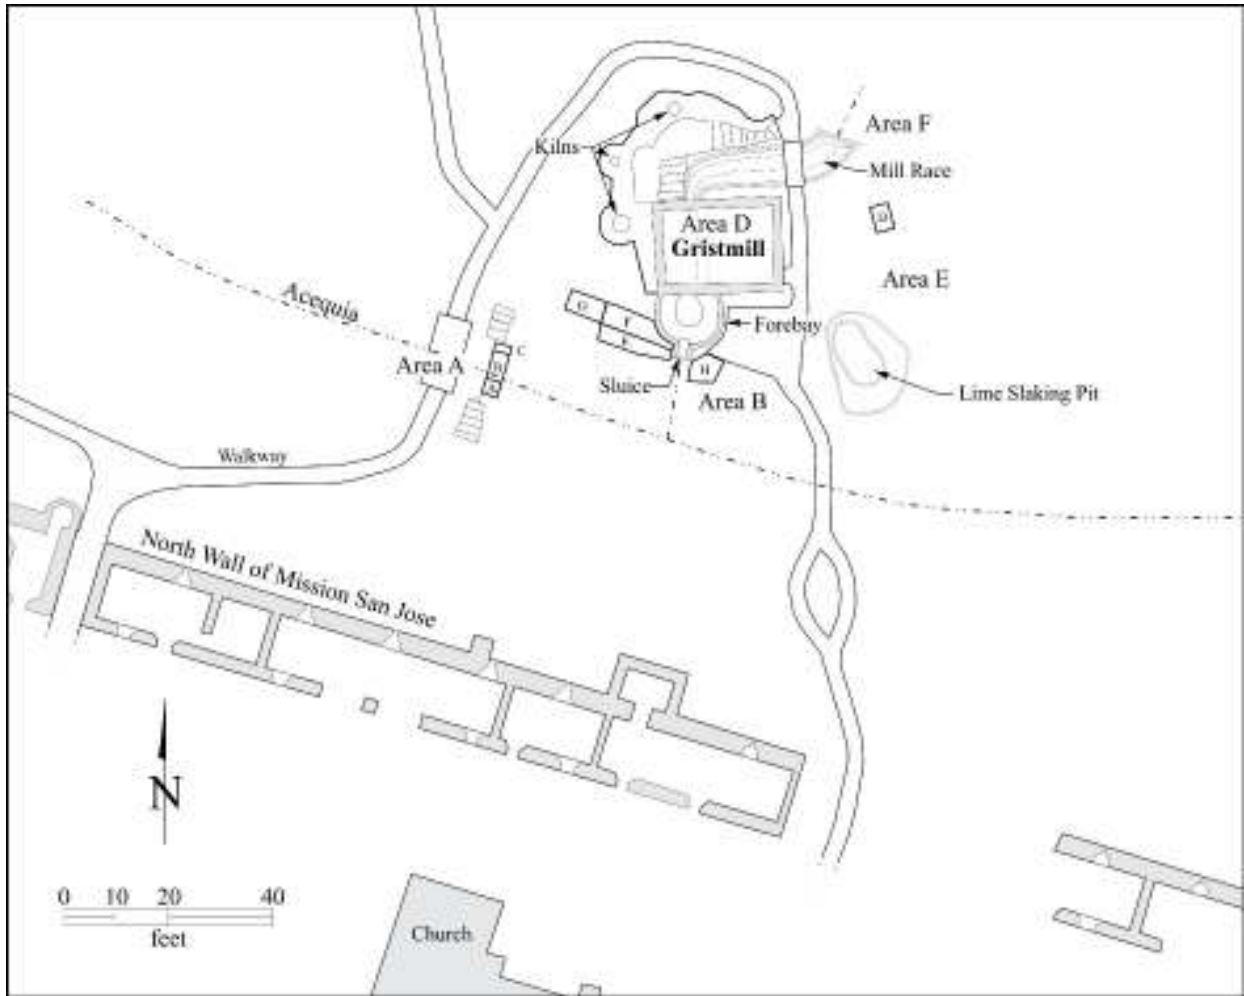 Area F
Kilns
Mill Race
Area D
Gristmill
Area E
Acequia
Forebay
C
Area A
Sluice
H
Area B
Lime Slaking Pit
Walkway
North Wall of Mission San Jose
N
0 10 20 40
feet
Church